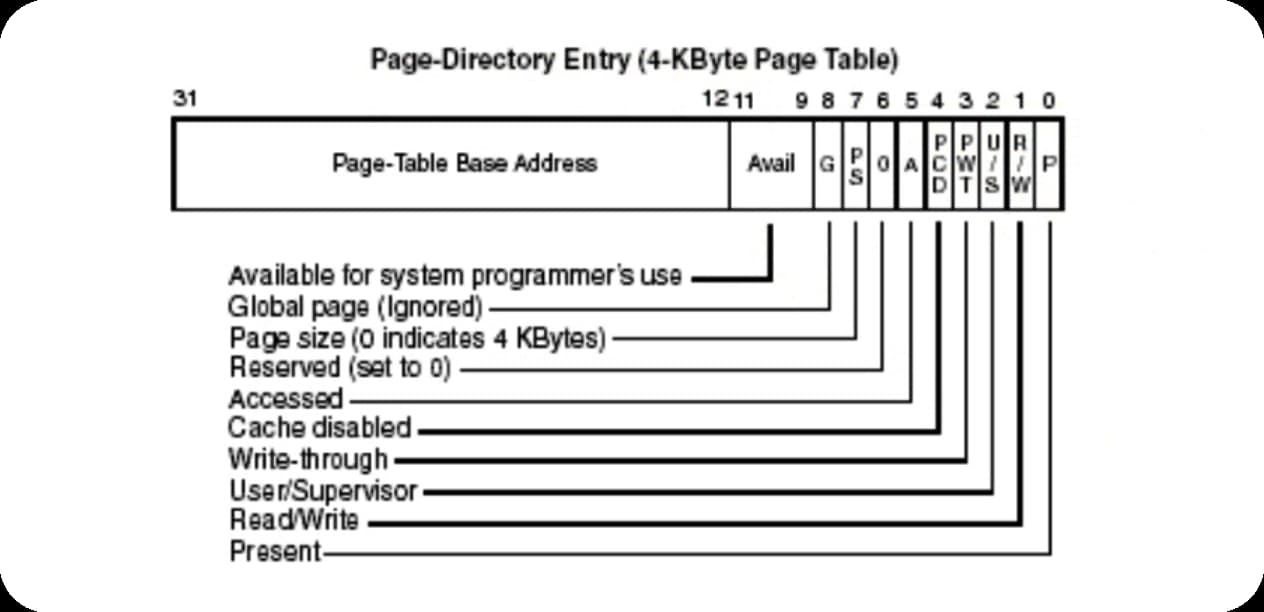 Page-Directory Entry (4-KByte Page Table)
31 12 11 9 8 7 6 5 4 3 2 1 0
Page-Table Base Address Avail G PS 0 A PCD PWT U/S R/W P
Available for system programmer's use
Global page (Ignored)
Page size (0 indicates 4 KBytes)
Reserved (set to 0)
Accessed
Cache disabled
Write-through
User/Supervisor
Read/Write
Present